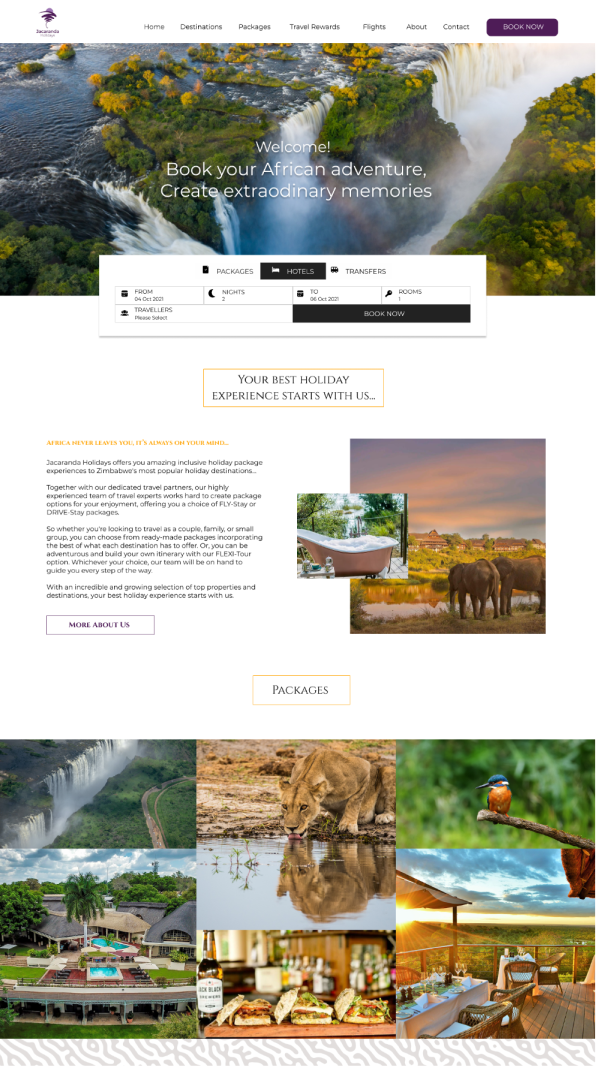 Jacaranda
Holidays
Home Destinations Packages Travel Rewards Flights About Contact BOOK NOW
Welcome!
Book your African adventure,
Create extraodinary memories
PACKAGES HOTELS TRANSFERS
FROM
04 Oct 2021
NIGHTS
2
TO
06 Oct 2021
ROOMS
1
TRAVELLERS
Please Select
BOOK NOW
Your best holiday
experience starts with us...
Africa never leaves you, it's always on your mind...
Jacaranda Holidays offers you amazing inclusive holiday package
experiences to Zimbabwe's most popular holiday destinations...
Together with our dedicated travel partners, our highly
experienced team of travel experts works hard to create package
options for your enjoyment, offering you a choice of FLY-Stay or
DRIVE-Stay packages.
So whether you're looking to travel as a couple, family, or small
group, you can choose from ready-made packages incorporating
the best of what each destination has to offer. Or, you can be
adventurous and build your own itinerary with our FLEXI-Tour
option. Whichever your choice, our team will be on hand to
guide you every step of the way.
With an incredible and growing selection of top properties and
destinations, your best holiday experience starts with us.
More About Us
Packages
JACK BLACK